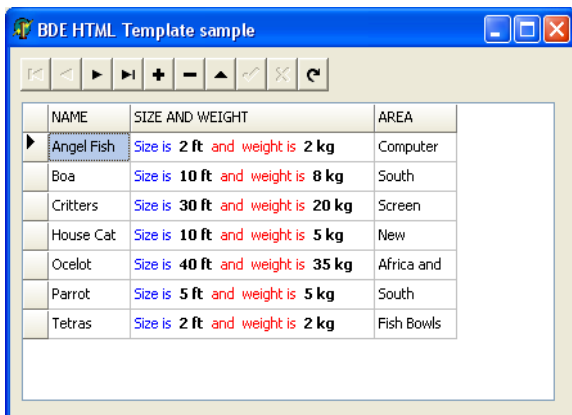 BDE HTML Template sample
NAME SIZE AND WEIGHT AREA
Angel Fish Size is 2 ft and weight is 2 kg Computer
Boa Size is 10 ft and weight is 8 kg South
Critters Size is 30 ft and weight is 20 kg Screen
House Cat Size is 10 ft and weight is 5 kg New
Ocelot Size is 40 ft and weight is 35 kg Africa and
Parrot Size is 5 ft and weight is 5 kg South
Tetras Size is 2 ft and weight is 2 kg Fish Bowls